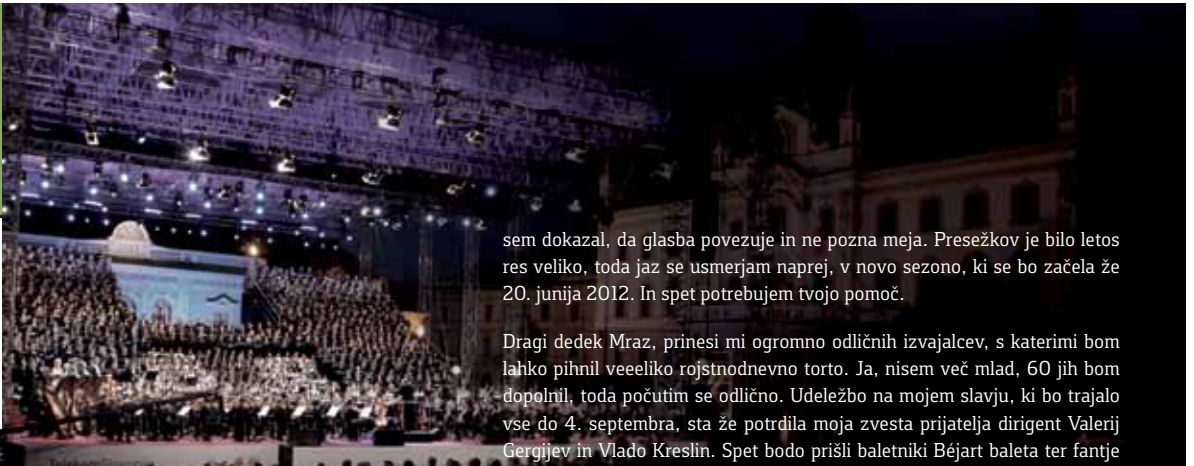 sem dokazal, da glasba povezuje in ne pozna meja. Presežkov je bilo letos
res veliko, toda jaz se usmerjam naprej, v novo sezono, ki se bo začela že
20. junija 2012. In spet potrebujem tvojo pomoč.
Dragi dedek Mraz, prinesi mi ogromno odličnih izvajalcev, s katerimi bom
lahko pihnil veeeliko rojstnodnevno torto. Ja, nisem več mlad, 60 jih bom
dopolnil, toda počutim se odlično. Udeležbo na mojem slavju, ki bo trajalo
vse do 4. septembra, sta že potrdila moja zvesta prijatelja dirigent Valerij
Gergijev in Vlado Kreslin. Spet bodo prišli baletniki Béjart baleta ter fantje